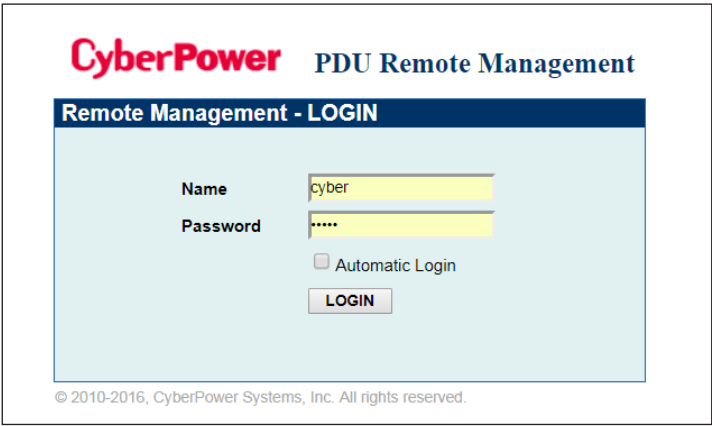 CyberPower PDU Remote Management
Remote Management - LOGIN
Name cyber
Password •••••
Automatic Login
LOGIN
© 2010-2016, CyberPower Systems, Inc. All rights reserved.